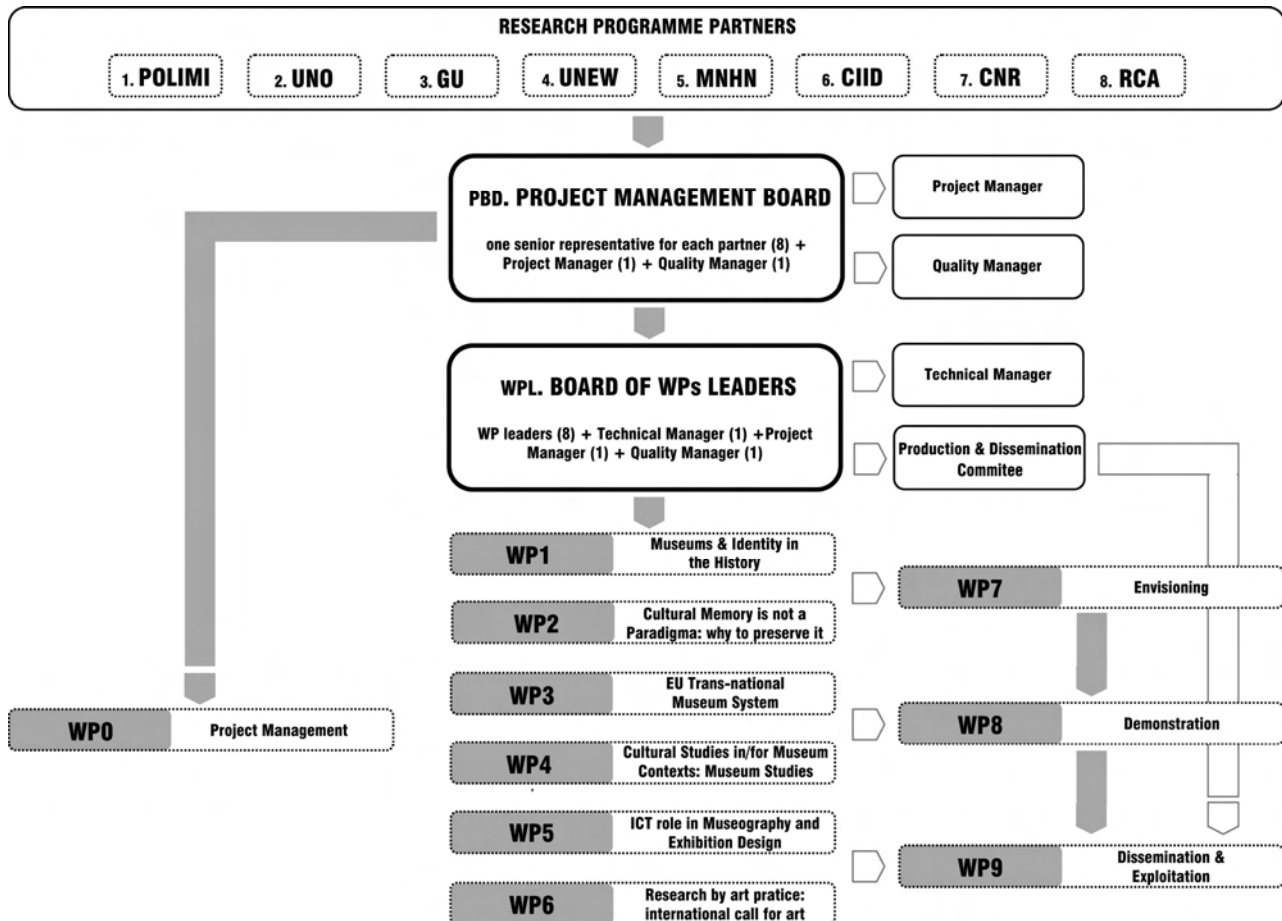 RESEARCH PROGRAMME PARTNERS
1. POLIMI
2. UNO
3. GU
4. UNEW
5. MNHN
6. CIID
7. CNR
8. RCA
PBD. PROJECT MANAGEMENT BOARD
one senior representative for each partner (8) +
Project Manager (1) + Quality Manager (1)
Project Manager
Quality Manager
WPL. BOARD OF WPs LEADERS
WP leaders (8) + Technical Manager (1) +Project
Manager (1) + Quality Manager (1)
Technical Manager
Production & Dissemination
Commitee
WP0
Project Management
WP1
Museums & Identity in
the History
WP2
Cultural Memory is not a
Paradigma: why to preserve it
WP3
EU Trans-national
Museum System
WP4
Cultural Studies in/for Museum
Contexts: Museum Studies
WP5
ICT role in Museography and
Exhibition Design
WP6
Research by art pratice:
international call for art
WP7
Envisioning
WP8
Demonstration
WP9
Dissemination &
Exploitation